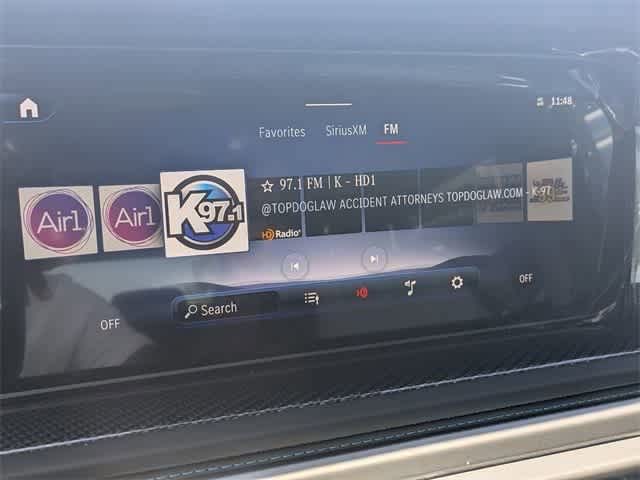 11:48
Favorites SiriusXM FM
Air1 Air1 K97.1
97.1 FM | K - HD1
@TOPDOGLAW ACCIDENT ATTORNEYS TOPDOGLAW.COM - K-97
HD Radio
OFF Search OFF